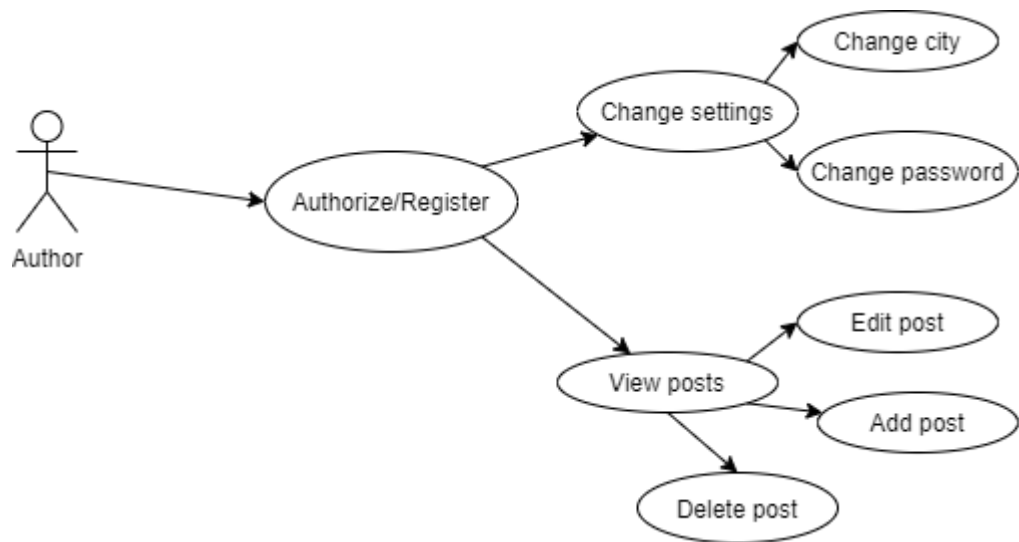 Change city
Change settings
Change password
Authorize/Register
Author
Edit post
View posts
Add post
Delete post